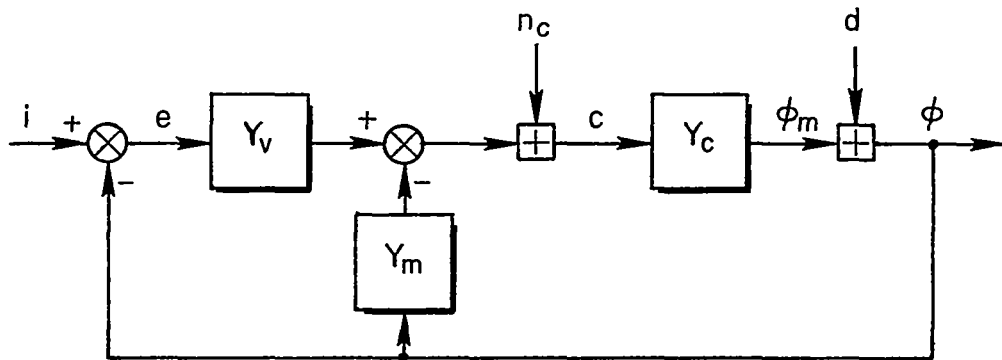 n_c d
i + e Y_v + c Y_c ϕ_m ϕ
− −
Y_m